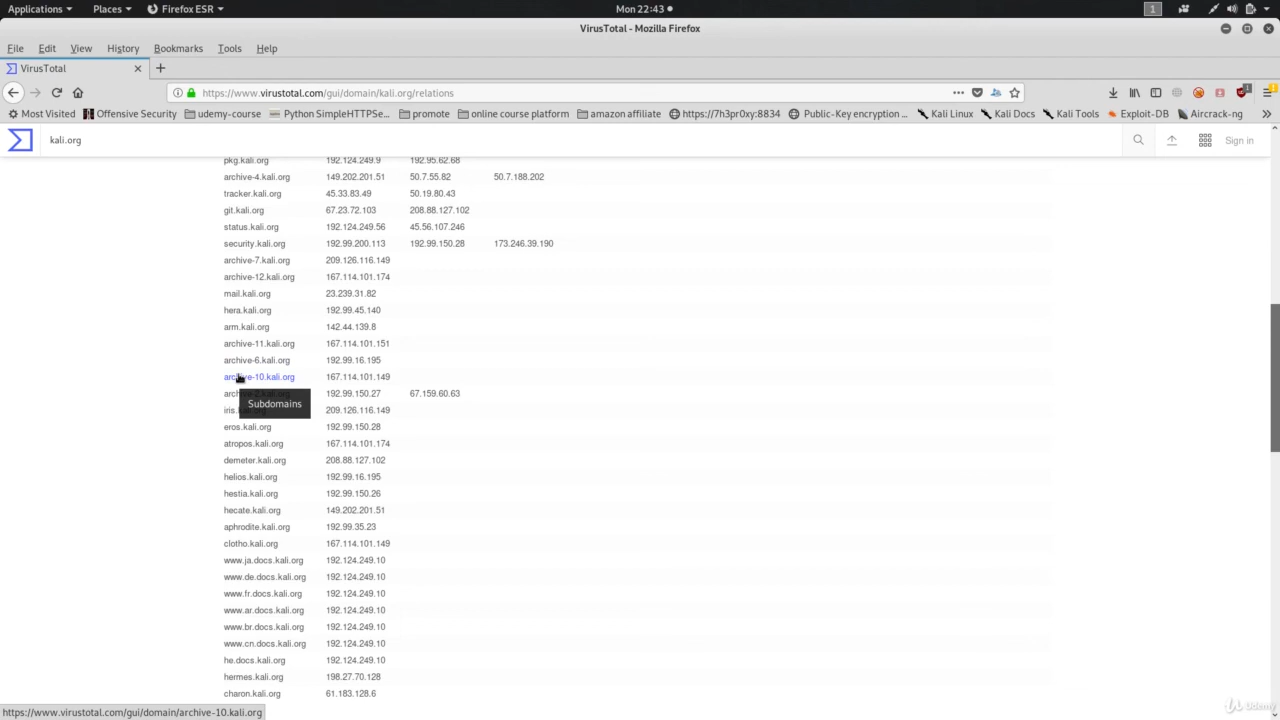 Applications Places Firefox ESR Mon 22:43 1
VirusTotal - Mozilla Firefox
File Edit View History Bookmarks Tools Help
VirusTotal
https://www.virustotal.com/gui/domain/kali.org/relations
Most Visited Offensive Security udemy-course Python SimpleHTTPSe... promote online course platform amazon affiliate https://7h3pr0xy:8834 Public-Key encryption ... Kali Linux Kali Docs Kali Tools Exploit-DB Aircrack-ng
kali.org Sign in
pkg.kali.org 192.124.249.9 192.95.62.68
archive-4.kali.org 149.202.201.51 50.7.55.82 50.7.188.202
tracker.kali.org 45.33.83.49 50.19.80.43
git.kali.org 67.23.72.103 208.88.127.102
status.kali.org 192.124.249.56 45.56.107.246
security.kali.org 192.99.200.113 192.99.150.28 173.246.39.190
archive-7.kali.org 209.126.116.149
archive-12.kali.org 167.114.101.174
mail.kali.org 23.239.31.82
hera.kali.org 192.99.45.140
arm.kali.org 142.44.139.8
archive-11.kali.org 167.114.101.151
archive-6.kali.org 192.99.16.195
archive-10.kali.org 167.114.101.149
192.99.150.27 67.159.60.63
Subdomains
iris. 209.126.116.149
eros.kali.org 192.99.150.28
atropos.kali.org 167.114.101.174
demeter.kali.org 208.88.127.102
helios.kali.org 192.99.16.195
hestia.kali.org 192.99.150.26
hecate.kali.org 149.202.201.51
aphrodite.kali.org 192.99.35.23
clotho.kali.org 167.114.101.149
www.ja.docs.kali.org 192.124.249.10
www.de.docs.kali.org 192.124.249.10
www.fr.docs.kali.org 192.124.249.10
www.ar.docs.kali.org 192.124.249.10
www.br.docs.kali.org 192.124.249.10
www.cn.docs.kali.org 192.124.249.10
he.docs.kali.org 192.124.249.10
hermes.kali.org 198.27.70.128
charon.kali.org 61.183.128.6
https://www.virustotal.com/gui/domain/archive-10.kali.org
Udemy